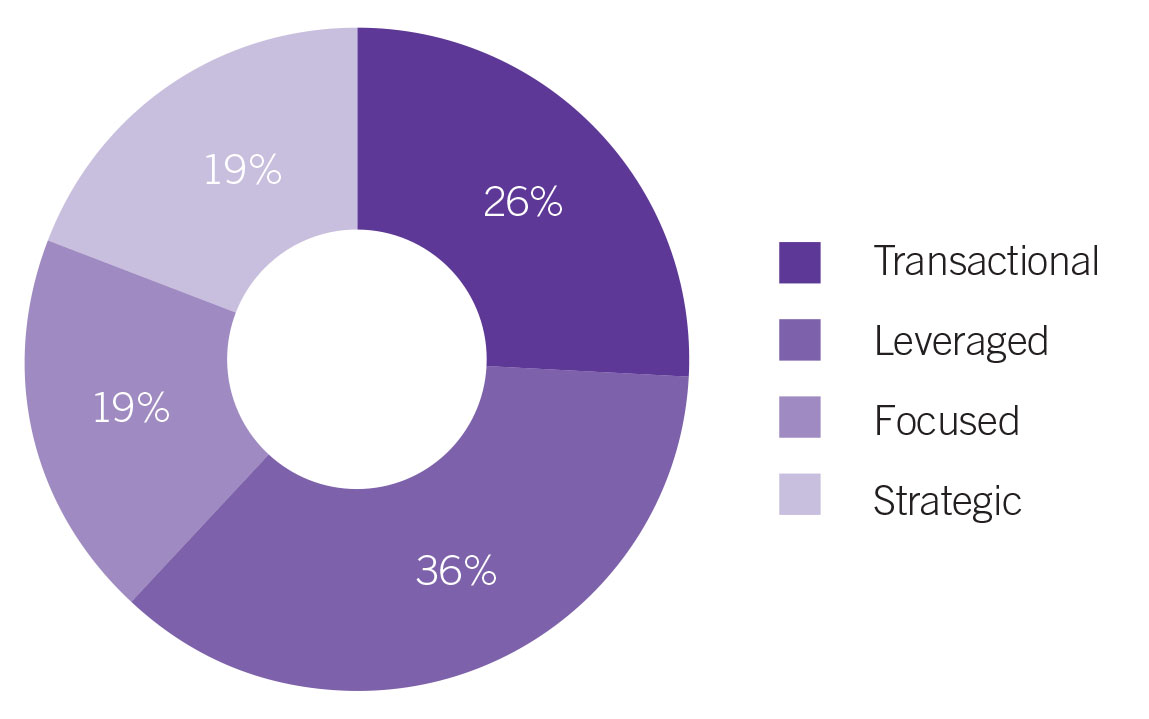 19%
26%
19%
36%
Transactional
Leveraged
Focused
Strategic